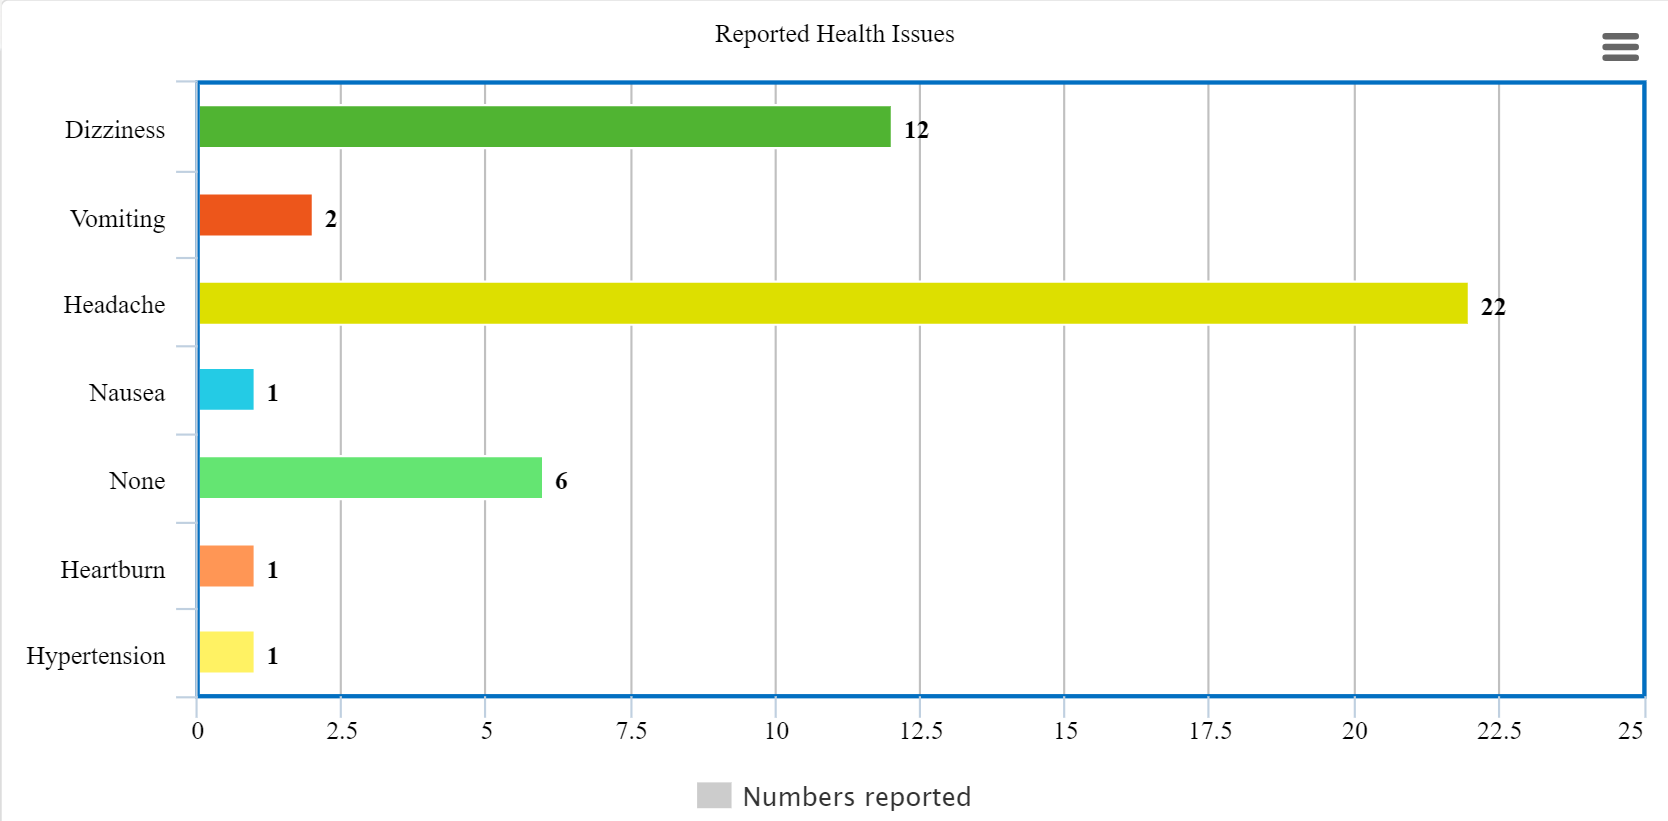 Reported Health Issues
Dizziness 12
Vomiting 2
Headache 22
Nausea 1
None 6
Heartburn 1
Hypertension 1
0 2.5 5 7.5 10 12.5 15 17.5 20 22.5 25
Numbers reported